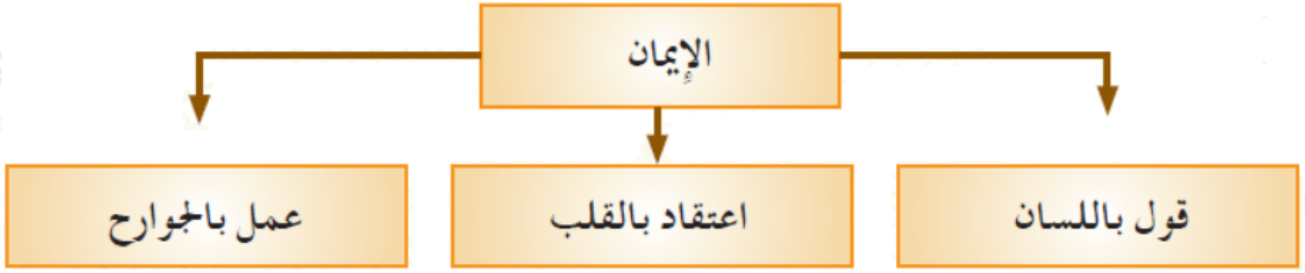 الإيمان
قول باللسان
اعتقاد بالقلب
عمل بالجوارح